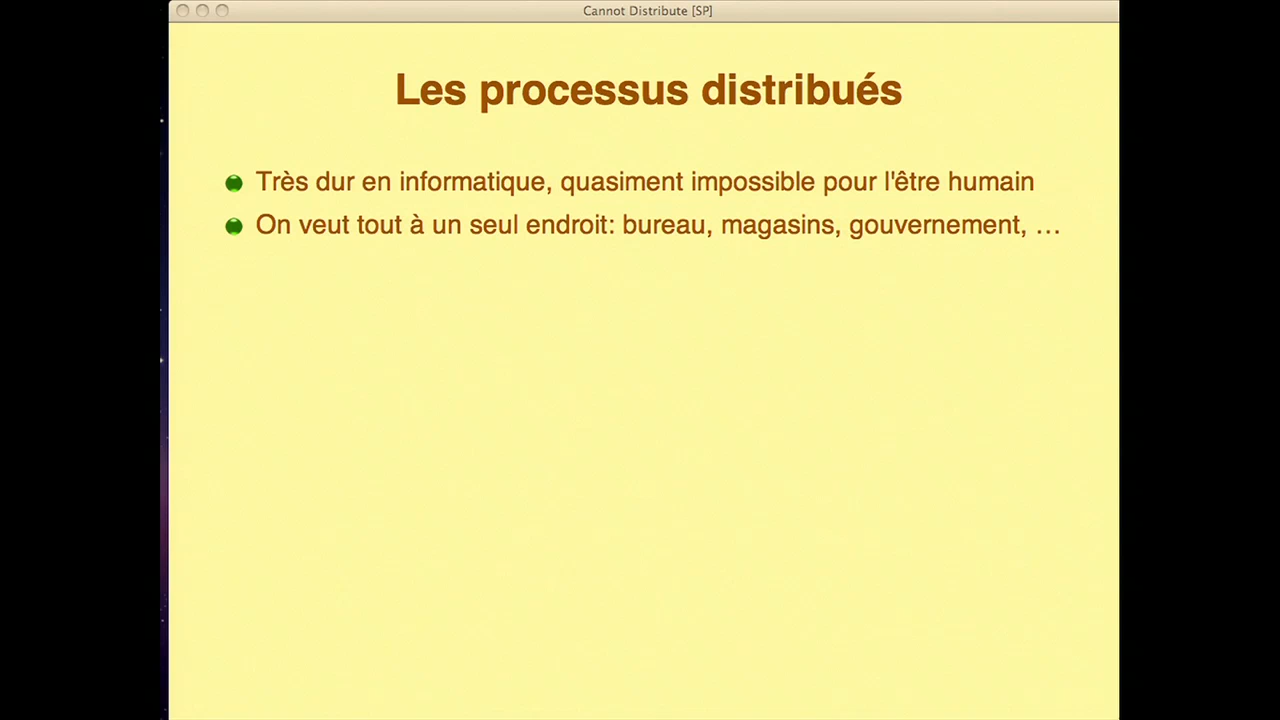 Cannot Distribute [SP]
Les processus distribués
Très dur en informatique, quasiment impossible pour l'être humain
On veut tout à un seul endroit: bureau, magasins, gouvernement, …